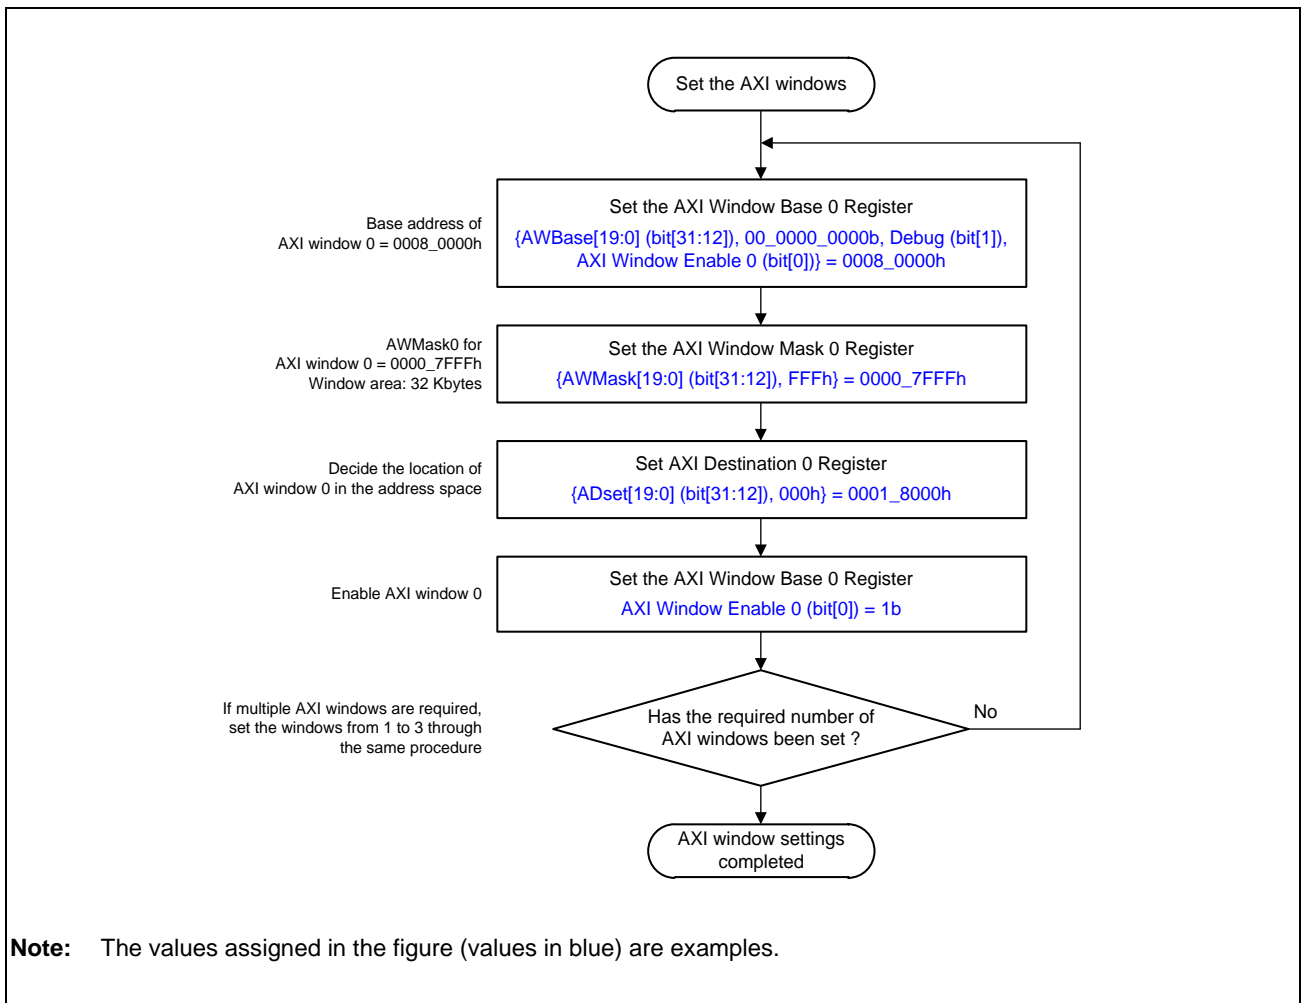 Set the AXI windows
Base address of
AXI window 0 = 0008_0000h
Set the AXI Window Base 0 Register
{AWBase[19:0] (bit[31:12]), 00_0000_0000b, Debug (bit[1]),
AXI Window Enable 0 (bit[0])} = 0008_0000h
AWMask0 for
AXI window 0 = 0000_7FFFh
Window area: 32 Kbytes
Set the AXI Window Mask 0 Register
{AWMask[19:0] (bit[31:12]), FFFh} = 0000_7FFFh
Decide the location of
AXI window 0 in the address space
Set AXI Destination 0 Register
{ADset[19:0] (bit[31:12]), 000h} = 0001_8000h
Enable AXI window 0
Set the AXI Window Base 0 Register
AXI Window Enable 0 (bit[0]) = 1b
If multiple AXI windows are required,
set the windows from 1 to 3 through
the same procedure
Has the required number of
AXI windows been set ?
No
AXI window settings
completed
Note: The values assigned in the figure (values in blue) are examples.